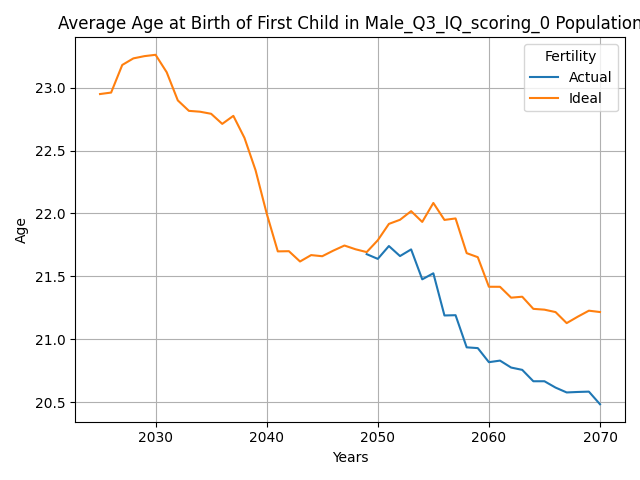 Average Age at Birth of First Child in Male_Q3_IQ_scoring_0 Population
Fertility
Actual
Ideal
23.0
22.5
22.0
21.5
21.0
20.5
Age
2030 2040 2050 2060 2070
Years